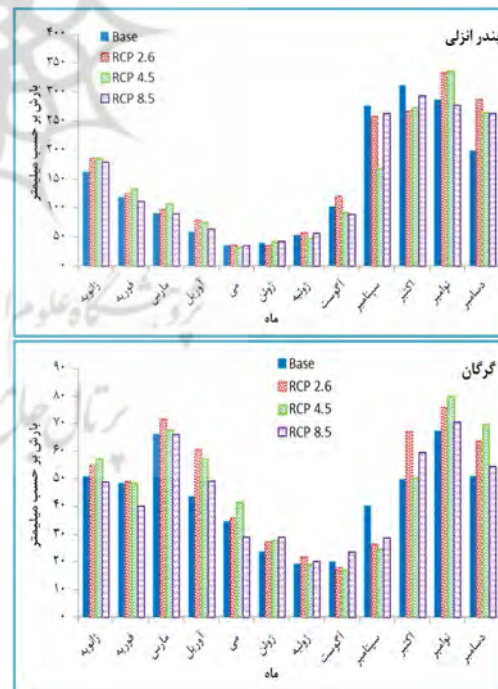 بندر انزلی
Base
RCP 2.6
RCP 4.5
RCP 8.5
بارش بر حسب میلیمتر
۴۰۰
۳۵۰
۳۰۰
۲۵۰
۲۰۰
۱۵۰
۱۰۰
۵۰
۰
ژانویه
فوریه
مارس
آوریل
می
ژوئن
ژوئیه
آگوست
سپتامبر
اکتبر
نوامبر
دسامبر
ماه
گرگان
Base
RCP 2.6
RCP 4.5
RCP 8.5
بارش بر حسب میلیمتر
۹۰
۸۰
۷۰
۶۰
۵۰
۴۰
۳۰
۲۰
۱۰
۰
ژانویه
فوریه
مارس
آوریل
می
ژوئن
ژوئیه
آگوست
سپتامبر
اکتبر
نوامبر
دسامبر
ماه